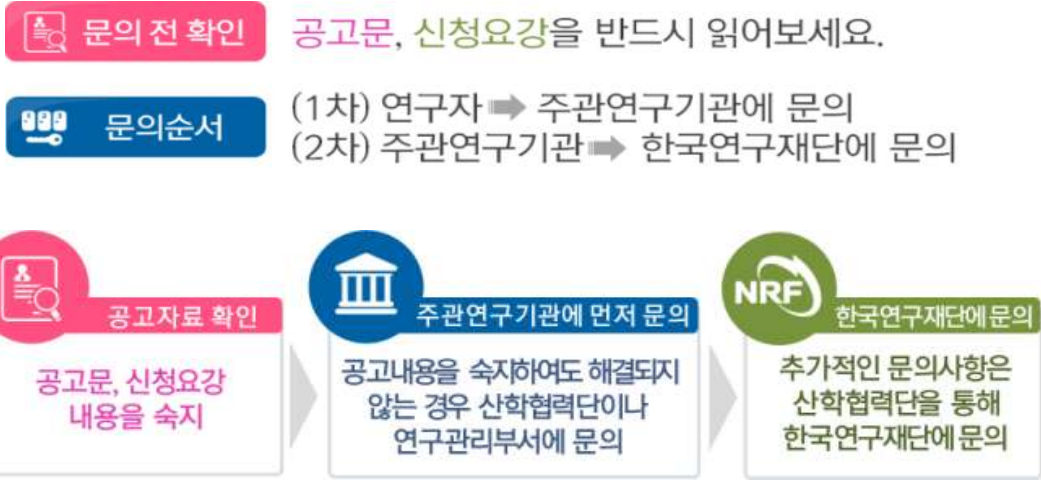 문의 전 확인 공고문, 신청요강을 반드시 읽어보세요.
문의순서
(1차) 연구자 ➡ 주관연구기관에 문의
(2차) 주관연구기관 ➡ 한국연구재단에 문의
공고자료 확인
공고문, 신청요강
내용을 숙지
주관연구기관에 먼저 문의
공고내용을 숙지하여도 해결되지
않는 경우 산학협력단이나
연구관리부서에 문의
NRF
한국연구재단에 문의
추가적인 문의사항은
산학협력단을 통해
한국연구재단에 문의